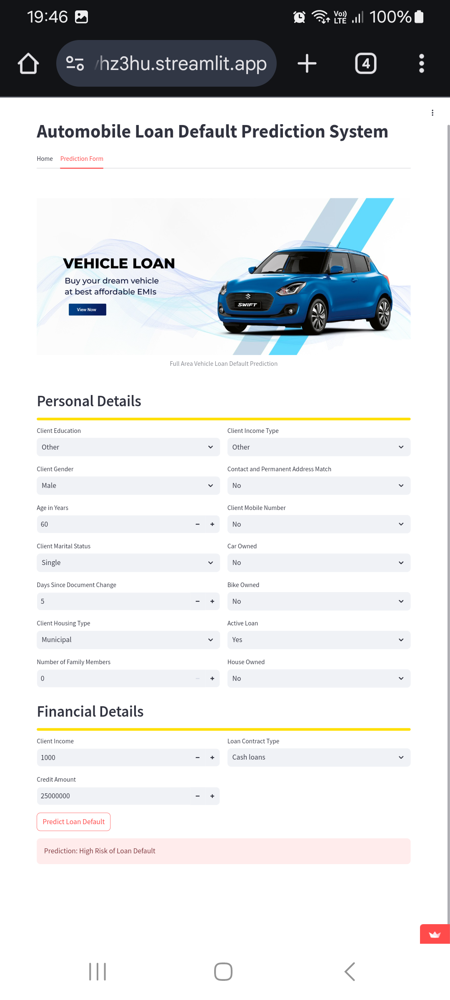 19:46
Vo)) LTE
100%
hz3hu.streamlit.app
4
Automobile Loan Default Prediction System
Home Prediction Form
VEHICLE LOAN
Buy your dream vehicle
at best affordable EMIs
View Now
SWIFT
Full Area Vehicle Loan Default Prediction
Personal Details
Client Education
Other
Client Income Type
Other
Client Gender
Male
Contact and Permanent Address Match
No
Age in Years
60
Client Mobile Number
No
Client Marital Status
Single
Car Owned
No
Days Since Document Change
5
Bike Owned
No
Client Housing Type
Municipal
Active Loan
Yes
Number of Family Members
0
House Owned
No
Financial Details
Client Income
1000
Loan Contract Type
Cash loans
Credit Amount
25000000
Predict Loan Default
Prediction: High Risk of Loan Default